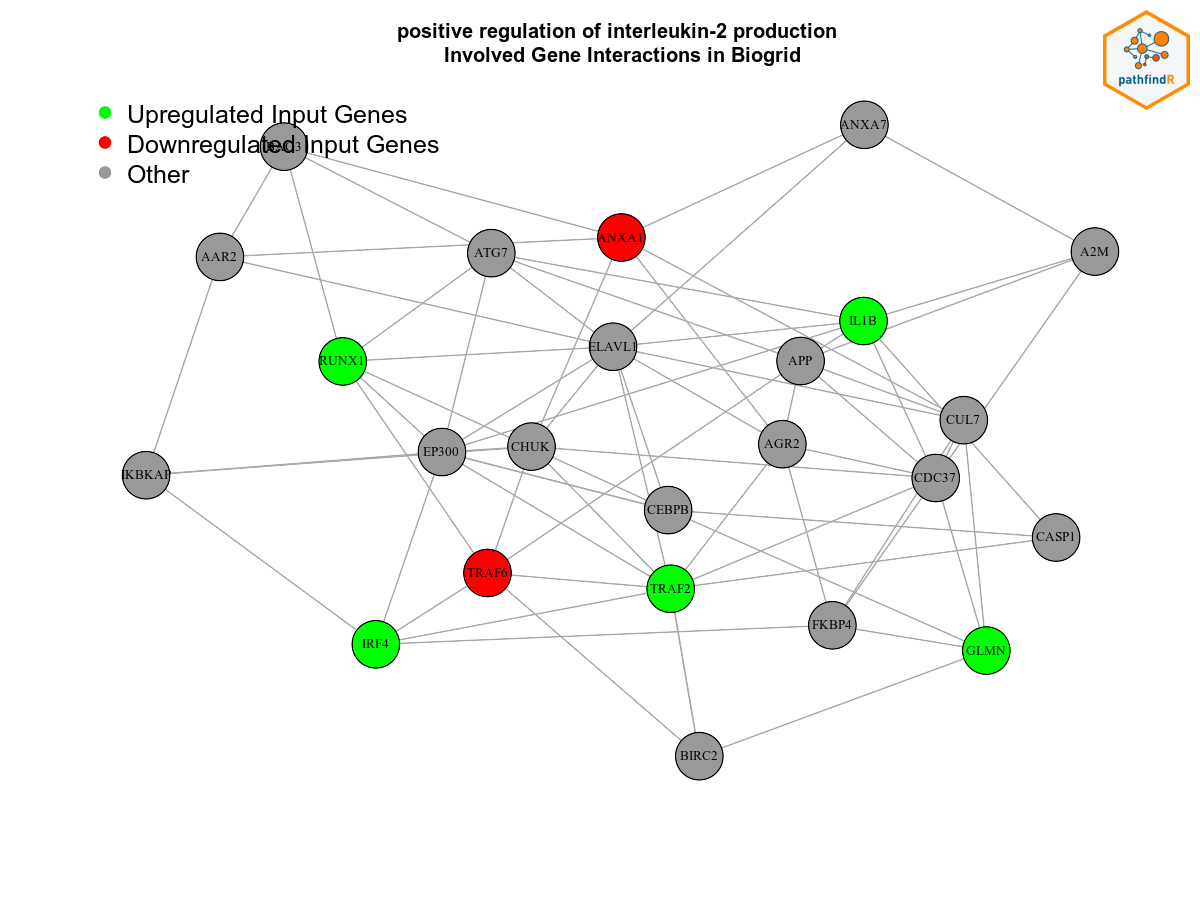 positive regulation of interleukin-2 production
Involved Gene Interactions in Biogrid
pathfindR
Upregulated Input Genes
Downregulated Input Genes
Other
ANXA7
ANXA1
AAR2
ATG7
A2M
IL1B
RUNX1
ELAVL1
APP
CUL7
EP300
CHUK
AGR2
IKBKAP
CDC37
CEBPB
CASP1
TRAF6
TRAF2
FKBP4
IRF4
GLMN
BIRC2